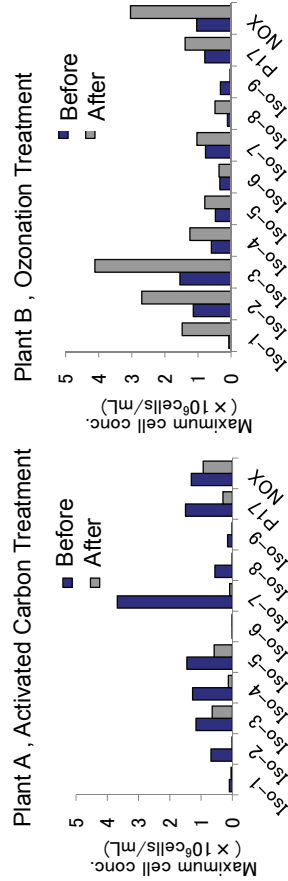 Plant A , Activated Carbon Treatment
Before
After
Maximum cell conc.
(×10⁶cells/mL)
5
4
3
2
1
0
Iso-1
Iso-2
Iso-3
Iso-4
Iso-5
Iso-6
Iso-7
Iso-8
Iso-9
P17
NOX
Plant B , Ozonation Treatment
Before
After
Maximum cell conc.
(×10⁶cells/mL)
5
4
3
2
1
0
Iso-1
Iso-2
Iso-3
Iso-4
Iso-5
Iso-6
Iso-7
Iso-8
Iso-9
P17
NOX